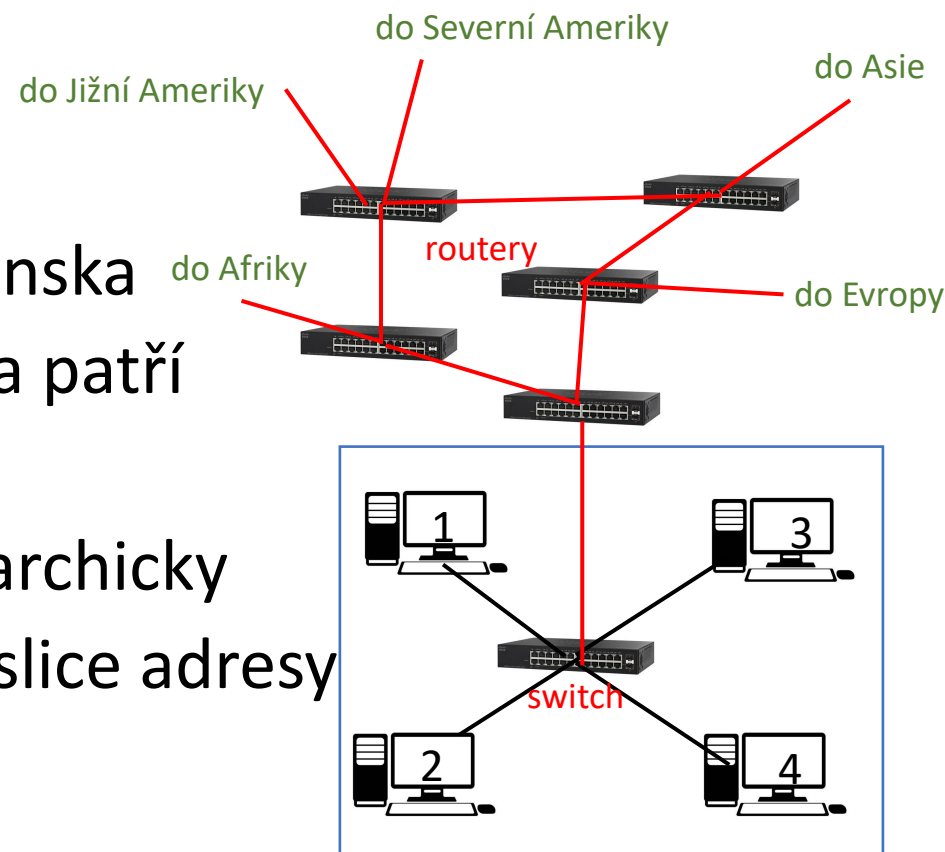 do Severní Ameriky
do Jižní Ameriky
do Asie
routery
nska
do Afriky
do Evropy
a patří
1
3
archicky
slice adresy
switch
2
4